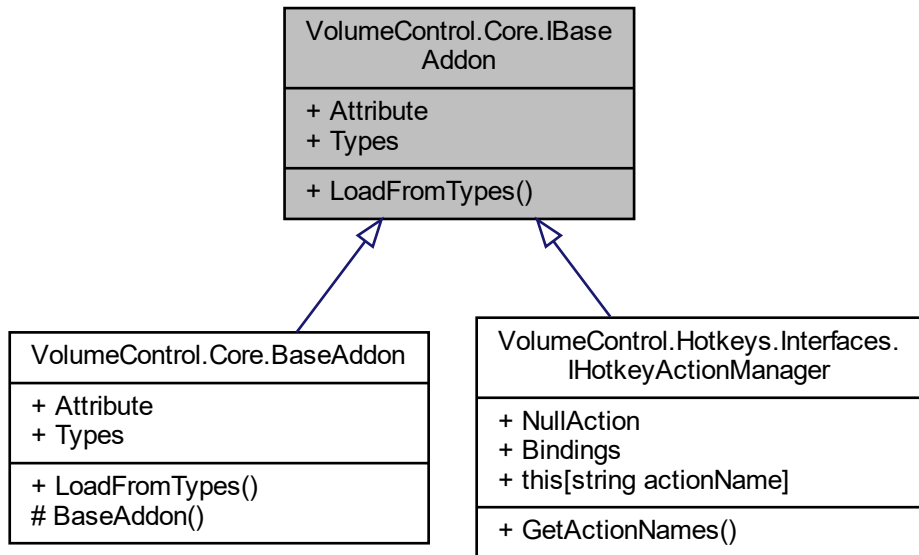 VolumeControl.Core.IBase
Addon
+ Attribute
+ Types
+ LoadFromTypes()
VolumeControl.Core.BaseAddon
+ Attribute
+ Types
+ LoadFromTypes()
# BaseAddon()
VolumeControl.Hotkeys.Interfaces.
IHotkeyActionManager
+ NullAction
+ Bindings
+ this[string actionName]
+ GetActionNames()